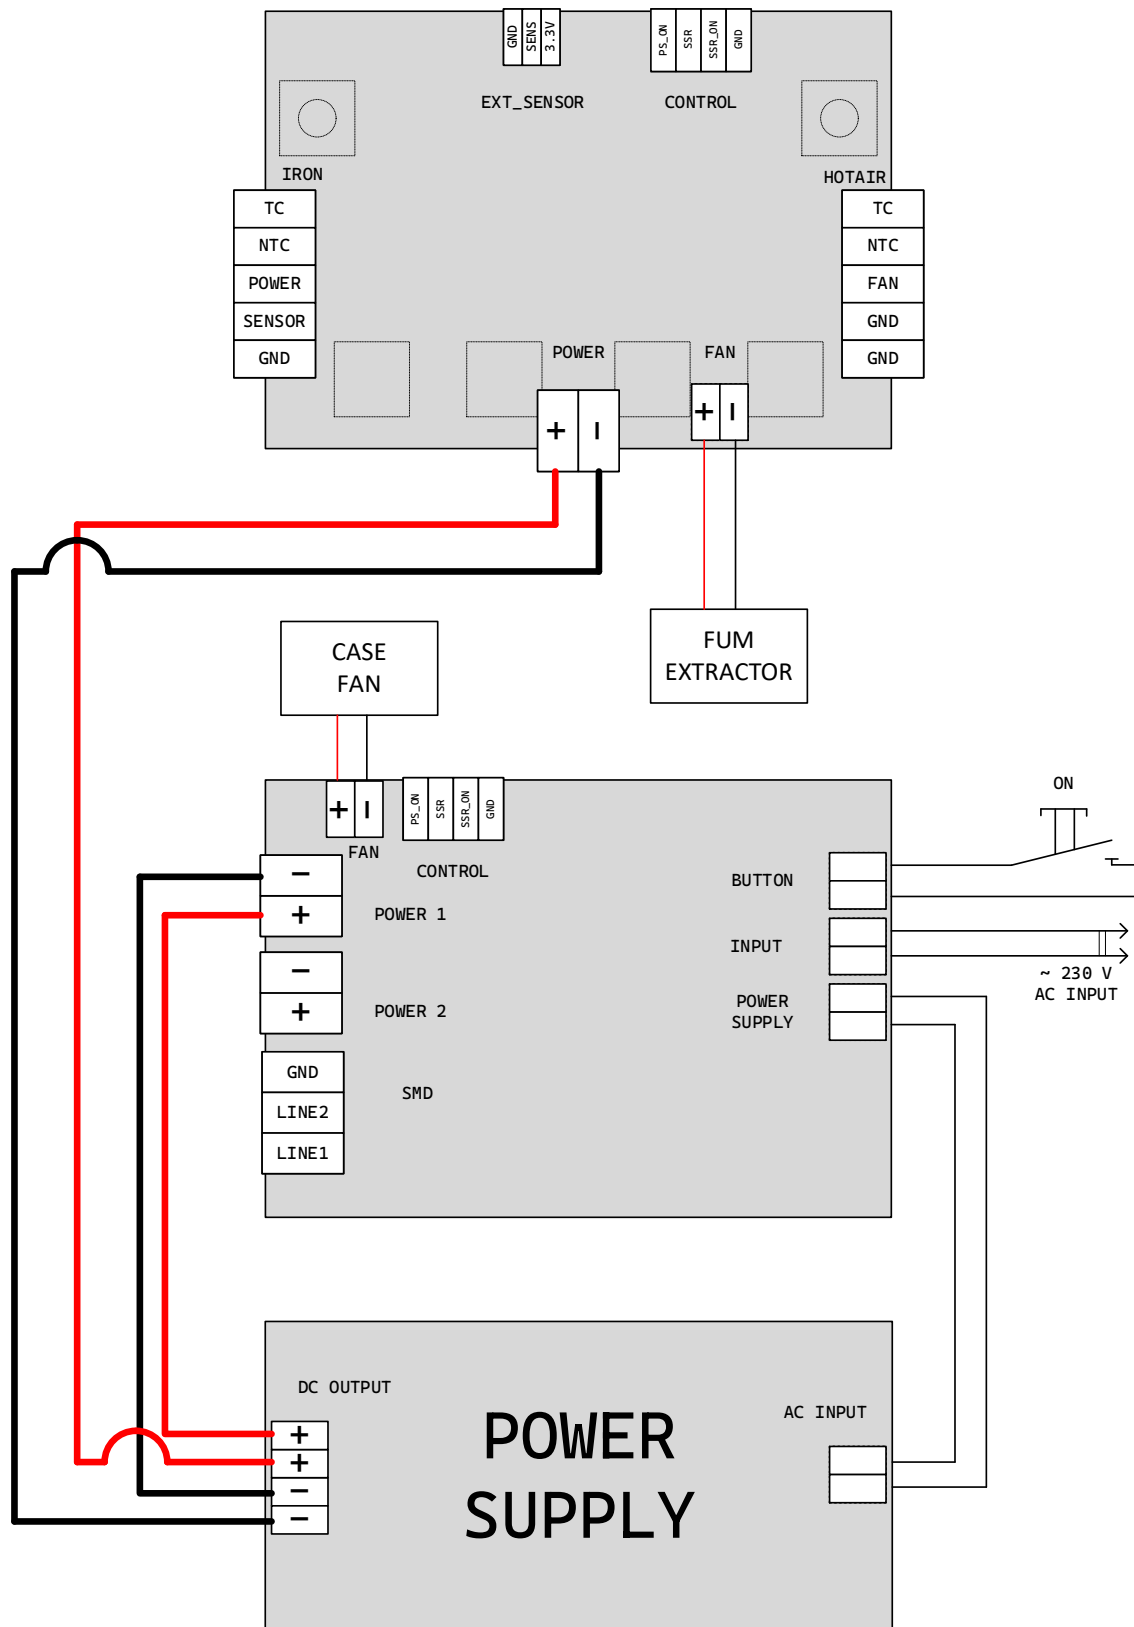 GND
SENS
3.3V
PS_ON
SSR
SSR_ON
GND
EXT_SENSOR
CONTROL
IRON
HOTAIR
TC
NTC
POWER
SENSOR
GND
TC
NTC
FAN
GND
GND
POWER
FAN
+
−
+
−
CASE
FAN
FUM
EXTRACTOR
ON
+
−
PS_ON
SSR
SSR_ON
GND
FAN
CONTROL
−
+
POWER 1
−
+
POWER 2
GND
LINE2
LINE1
SMD
BUTTON
INPUT
POWER
SUPPLY
~ 230 V
AC INPUT
DC OUTPUT
+
+
−
−
POWER
SUPPLY
AC INPUT